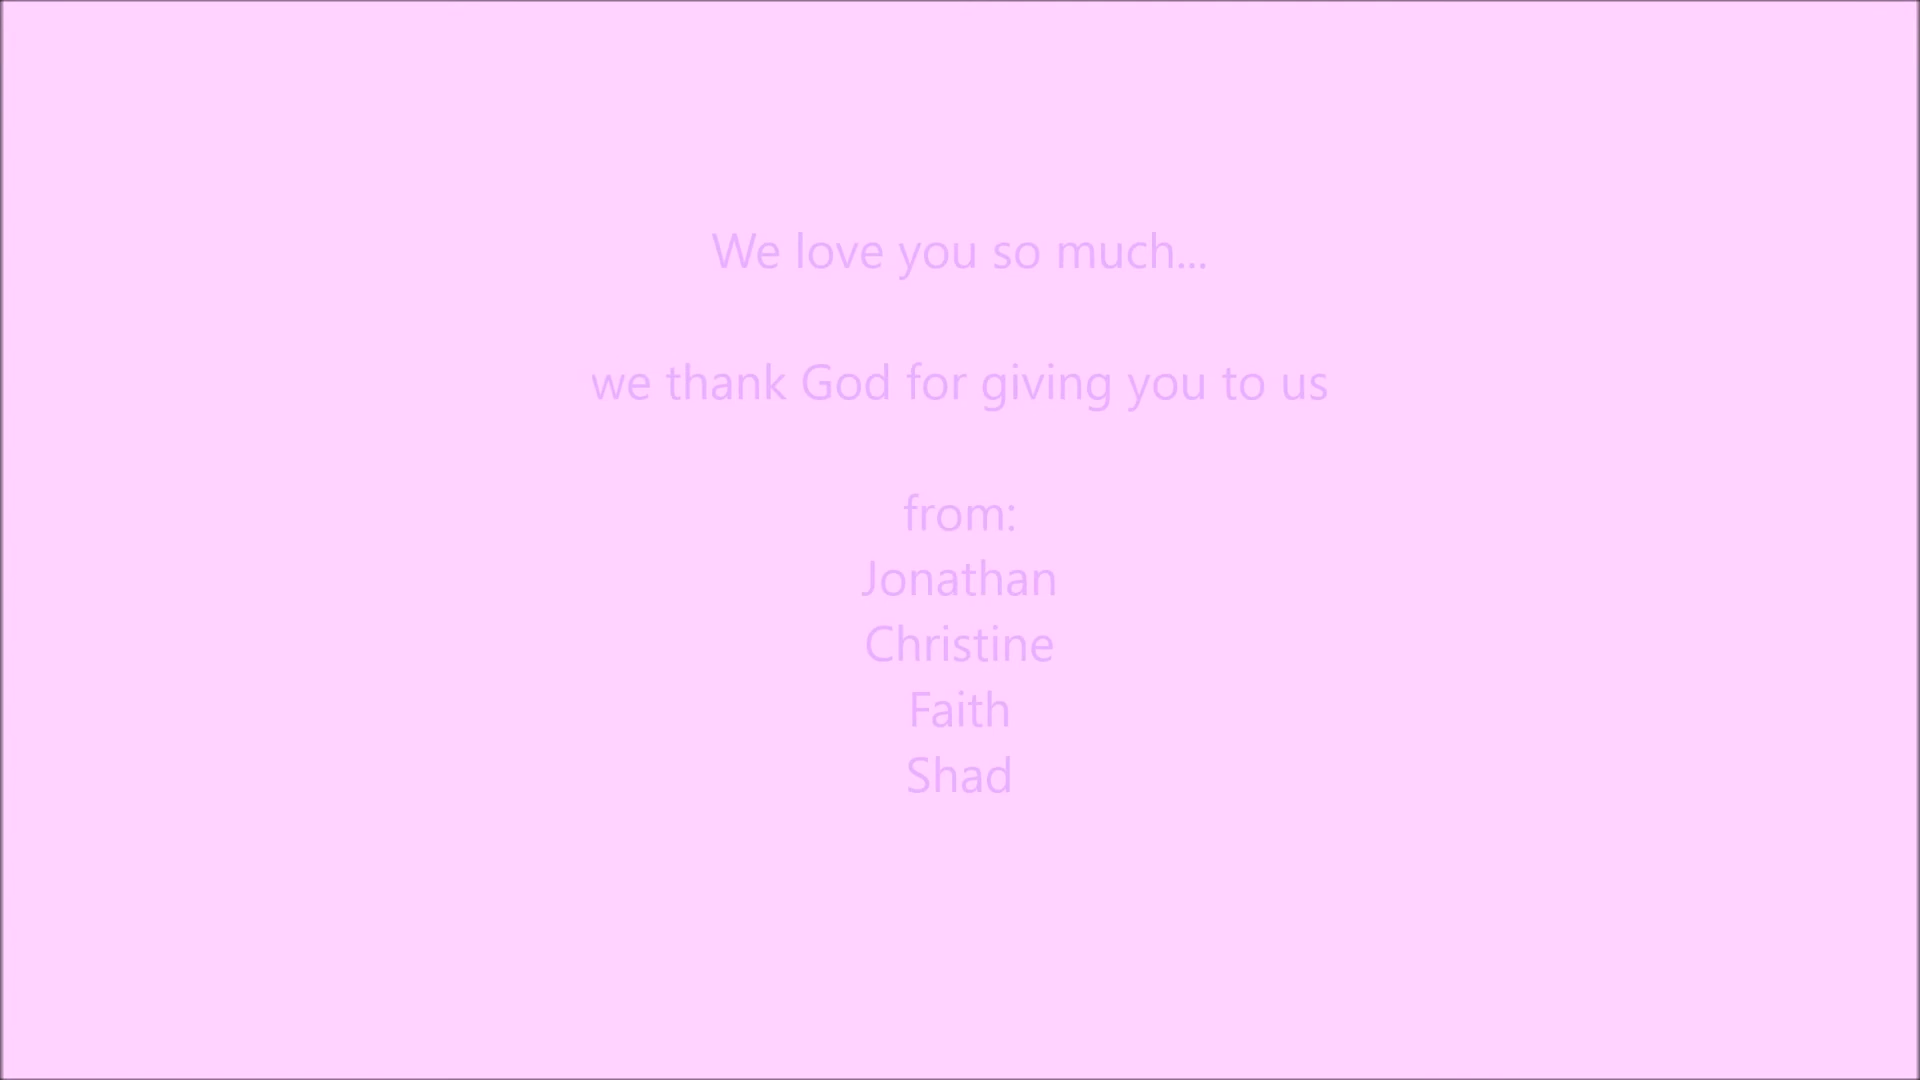 We love you so much...
we thank God for giving you to us
from:
Jonathan
Christine
Faith
Shad